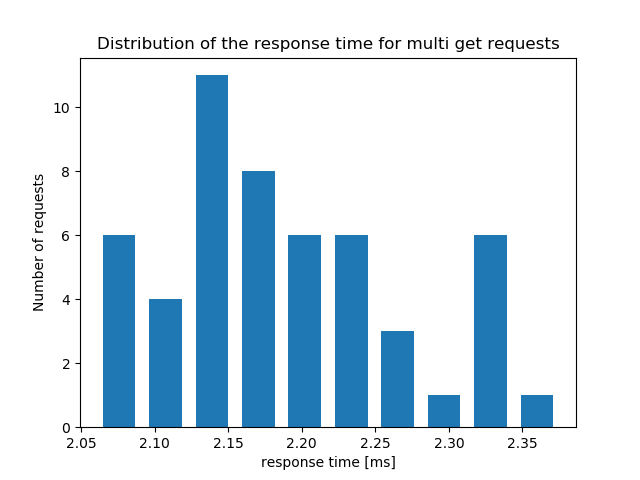 Distribution of the response time for multi get requests
10
8
6
4
2
0
Number of requests
2.05 2.10 2.15 2.20 2.25 2.30 2.35
response time [ms]